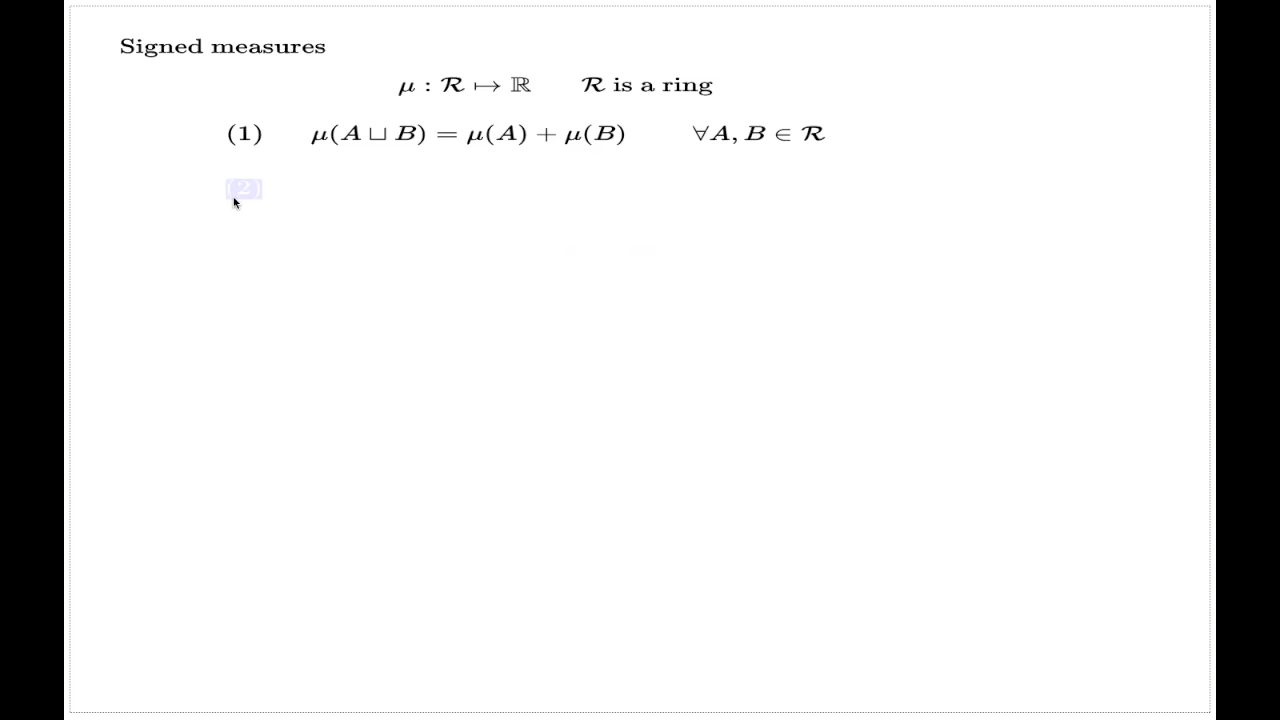 Signed measures
μ : ℛ ↦ ℝ ℛ is a ring
(1) μ(A ⊔ B) = μ(A) + μ(B) ∀A, B ∈ ℛ
(2)